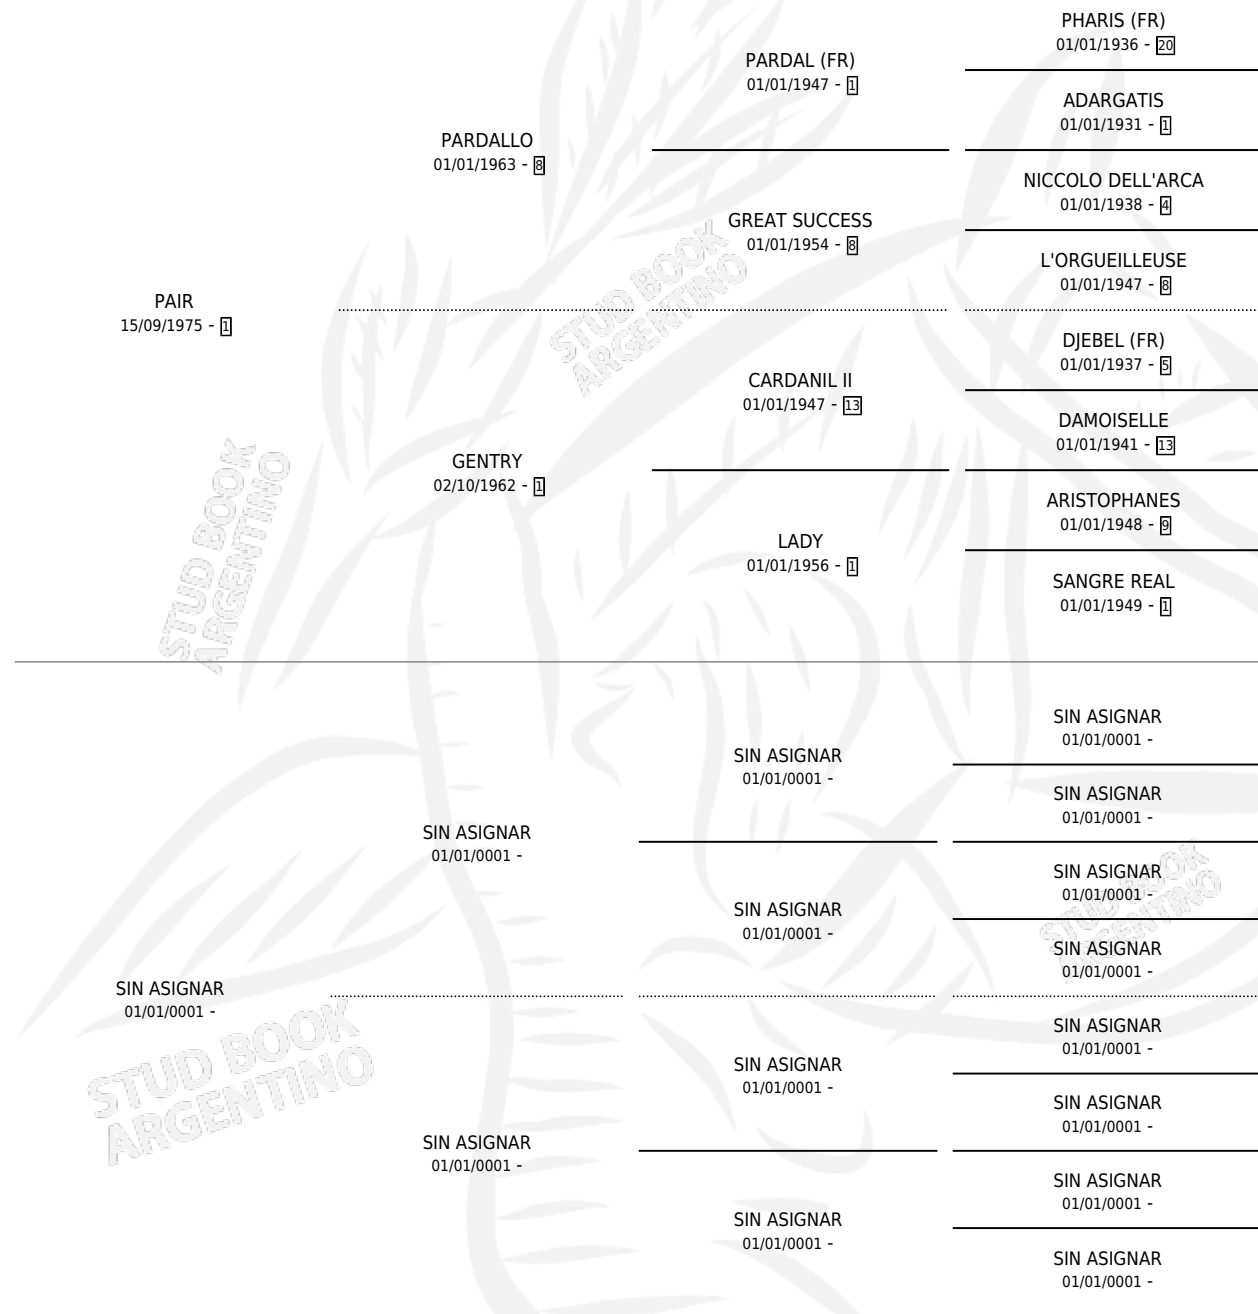 PHARIS (FR)
01/01/1936 - 20
PARDAL (FR)
01/01/1947 - 1
ADARGATIS
01/01/1931 - 1
PARDALLO
01/01/1963 - 8
NICCOLO DELL'ARCA
01/01/1938 - 4
GREAT SUCCESS
01/01/1954 - 8
L'ORGUEILLEUSE
01/01/1947 - 8
PAIR
15/09/1975 - 1
DJEBEL (FR)
01/01/1937 - 5
CARDANIL II
01/01/1947 - 13
DAMOISELLE
01/01/1941 - 13
GENTRY
02/10/1962 - 1
ARISTOPHANES
01/01/1948 - 9
LADY
01/01/1956 - 1
SANGRE REAL
01/01/1949 - 1
STUD BOOK
ARGENTINO
STUD BOOK
ARGENTINO
SIN ASIGNAR
01/01/0001 -
SIN ASIGNAR
01/01/0001 -
SIN ASIGNAR
01/01/0001 -
SIN ASIGNAR
01/01/0001 -
SIN ASIGNAR
01/01/0001 -
SIN ASIGNAR
01/01/0001 -
SIN ASIGNAR
01/01/0001 -
SIN ASIGNAR
01/01/0001 -
SIN ASIGNAR
01/01/0001 -
SIN ASIGNAR
01/01/0001 -
SIN ASIGNAR
01/01/0001 -
SIN ASIGNAR
01/01/0001 -
SIN ASIGNAR
01/01/0001 -
SIN ASIGNAR
01/01/0001 -
SIN ASIGNAR
01/01/0001 -
STUD BOOK
ARGENTINO
STUD BOOK
ARGENTINO